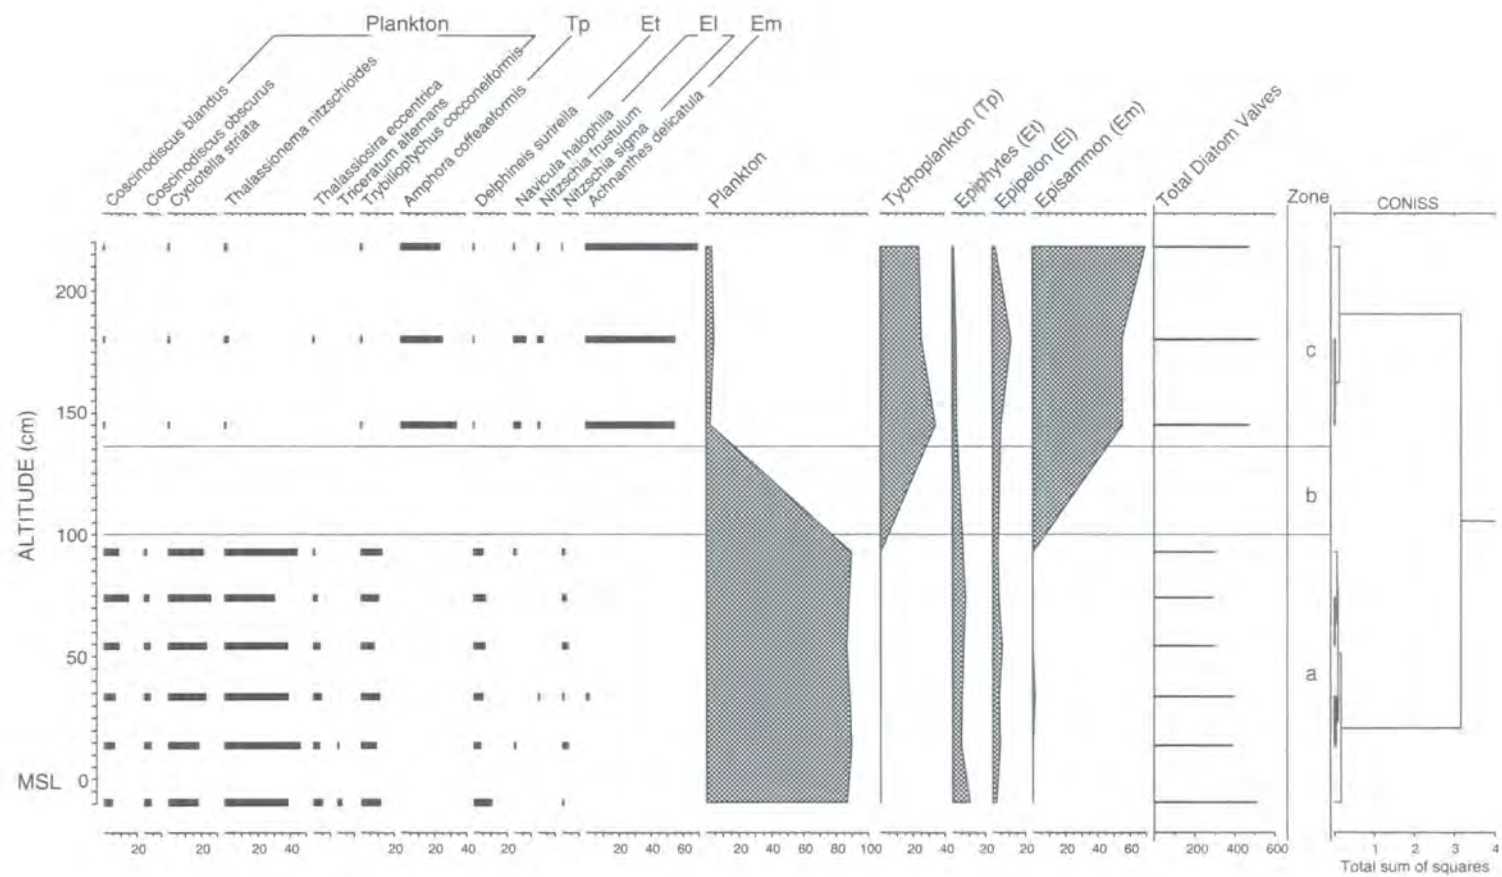 Plankton Tp Et El Em
Coscinodiscus blandus
Coscinodiscus obscurus
Cyclotella striata
Thalassionema nitzschioides
Thalassiosira eccentrica
Triceratium alternans
Trybiloptychus cocconeiformis
Amphora coffeaeformis
Delphineis surirella
Navicula halophila
Nitzschia frustulum
Nitzschia sigma
Achnanthes delicatula
Plankton
Tychoplankton (Tp)
Epiphytes (Et)
Epipelon (El)
Episammon (Em)
Total Diatom Valves
Zone
CONISS
ALTITUDE (cm)
200
150
100
50
MSL 0
c
b
a
20 20 40 20 20 40 20 20 40 60 20 40 60 80 100 20 40 20 20 20 40 60 200 400 600 1 2 3 4
Total sum of squares